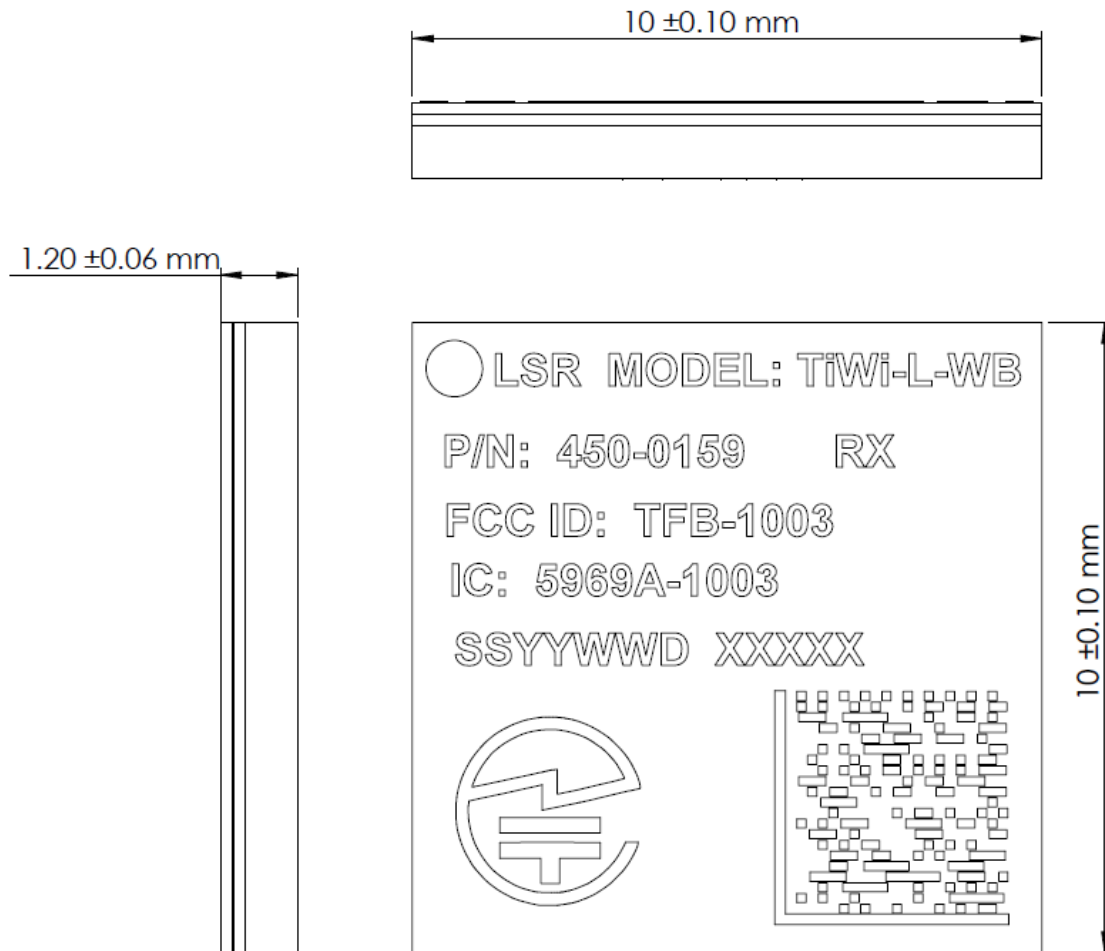 10 ±0.10 mm
1.20 ±0.06 mm
LSR MODEL: TiWi-L-WB
P/N: 450-0159 RX
FCC ID: TFB-1003
IC: 5969A-1003
SSYYWWD XXXXX
10 ±0.10 mm